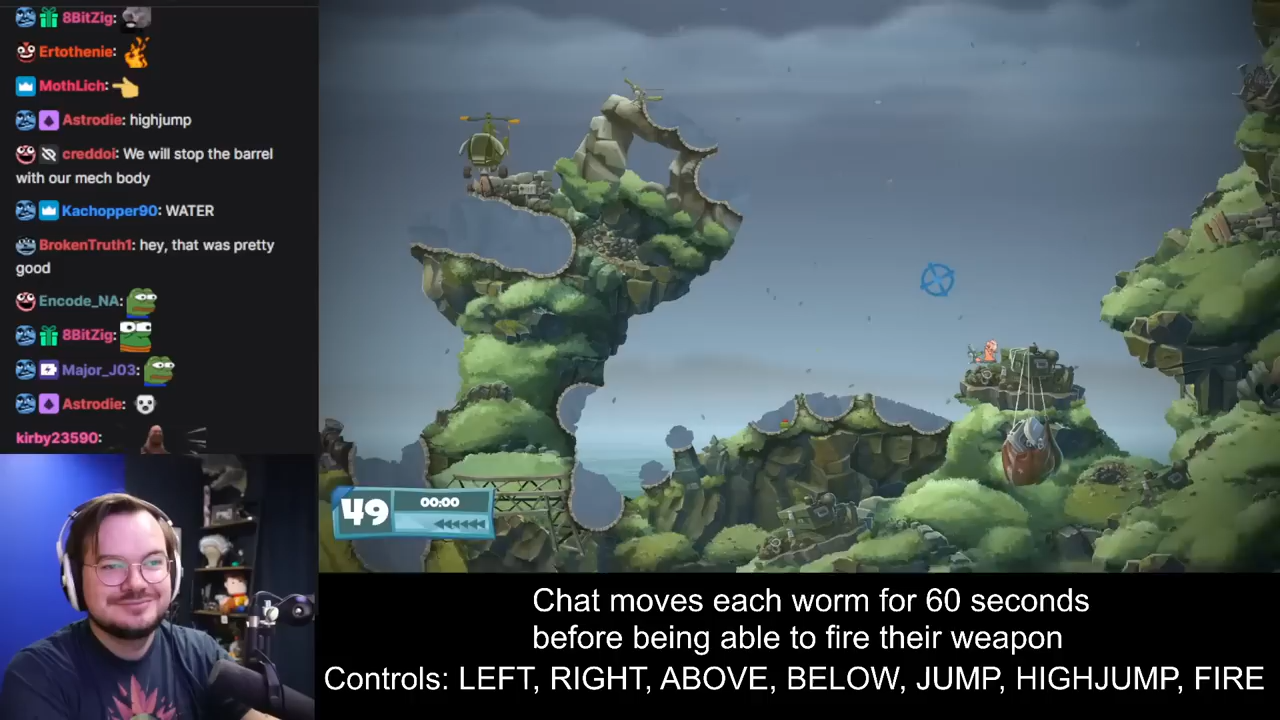 8BitZig:
Ertothenie:
MothLich:
Astrodie: highjump
creddoi: We will stop the barrel
with our mech body
Kachopper90: WATER
BrokenTruth1: hey, that was pretty
good
Encode_NA:
8BitZig:
Major_J03:
Astrodie:
kirby23590:
49
00:00
Chat moves each worm for 60 seconds
before being able to fire their weapon
Controls: LEFT, RIGHT, ABOVE, BELOW, JUMP, HIGHJUMP, FIRE